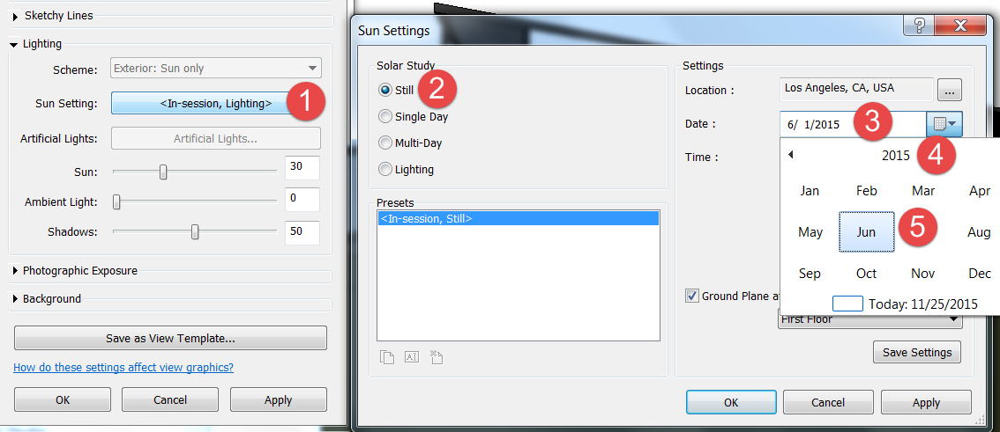 Sketchy Lines
Lighting
Scheme: Exterior: Sun only
Sun Setting: <In-session, Lighting> 1
Artificial Lights: Artificial Lights...
Sun: 30
Ambient Light: 0
Shadows: 50
Photographic Exposure
Background
Save as View Template...
How do these settings affect view graphics?
OK Cancel Apply
Sun Settings
Solar Study
Still 2
Single Day
Multi-Day
Lighting
Presets
<In-session, Still>
Settings
Location : Los Angeles, CA, USA ...
Date : 6/ 1/2015 3
Time :
2015 4
Jan Feb Mar Apr
May Jun 5 Aug
Sep Oct Nov Dec
Today: 11/25/2015
Ground Plane a
First Floor
Save Settings
OK Cancel Apply